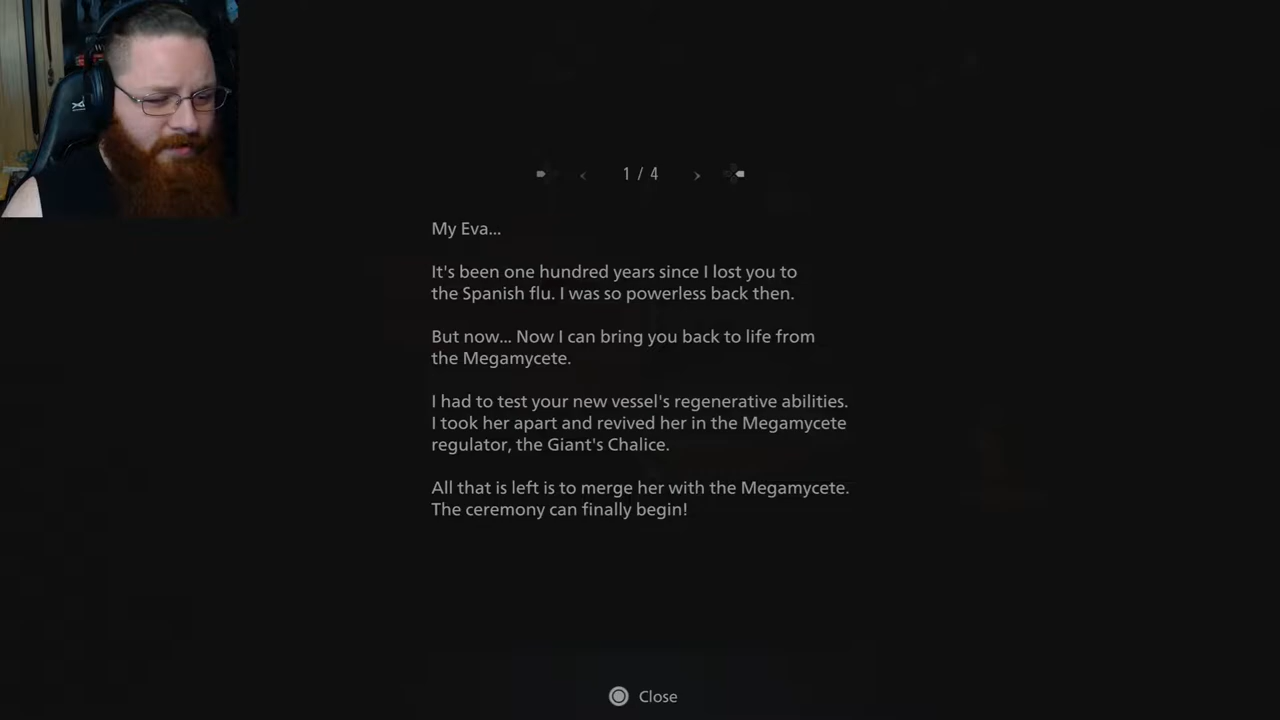 1 / 4
My Eva...
It's been one hundred years since I lost you to
the Spanish flu. I was so powerless back then.
But now... Now I can bring you back to life from
the Megamycete.
I had to test your new vessel's regenerative abilities.
I took her apart and revived her in the Megamycete
regulator, the Giant's Chalice.
All that is left is to merge her with the Megamycete.
The ceremony can finally begin!
Close